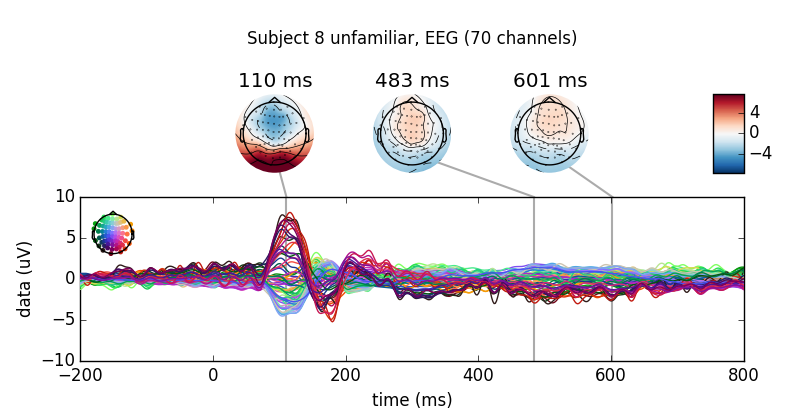 Subject 8 unfamiliar, EEG (70 channels)
110 ms 483 ms 601 ms
4
0
−4
10
5
0
−5
−10
data (uV)
−200 0 200 400 600 800
time (ms)